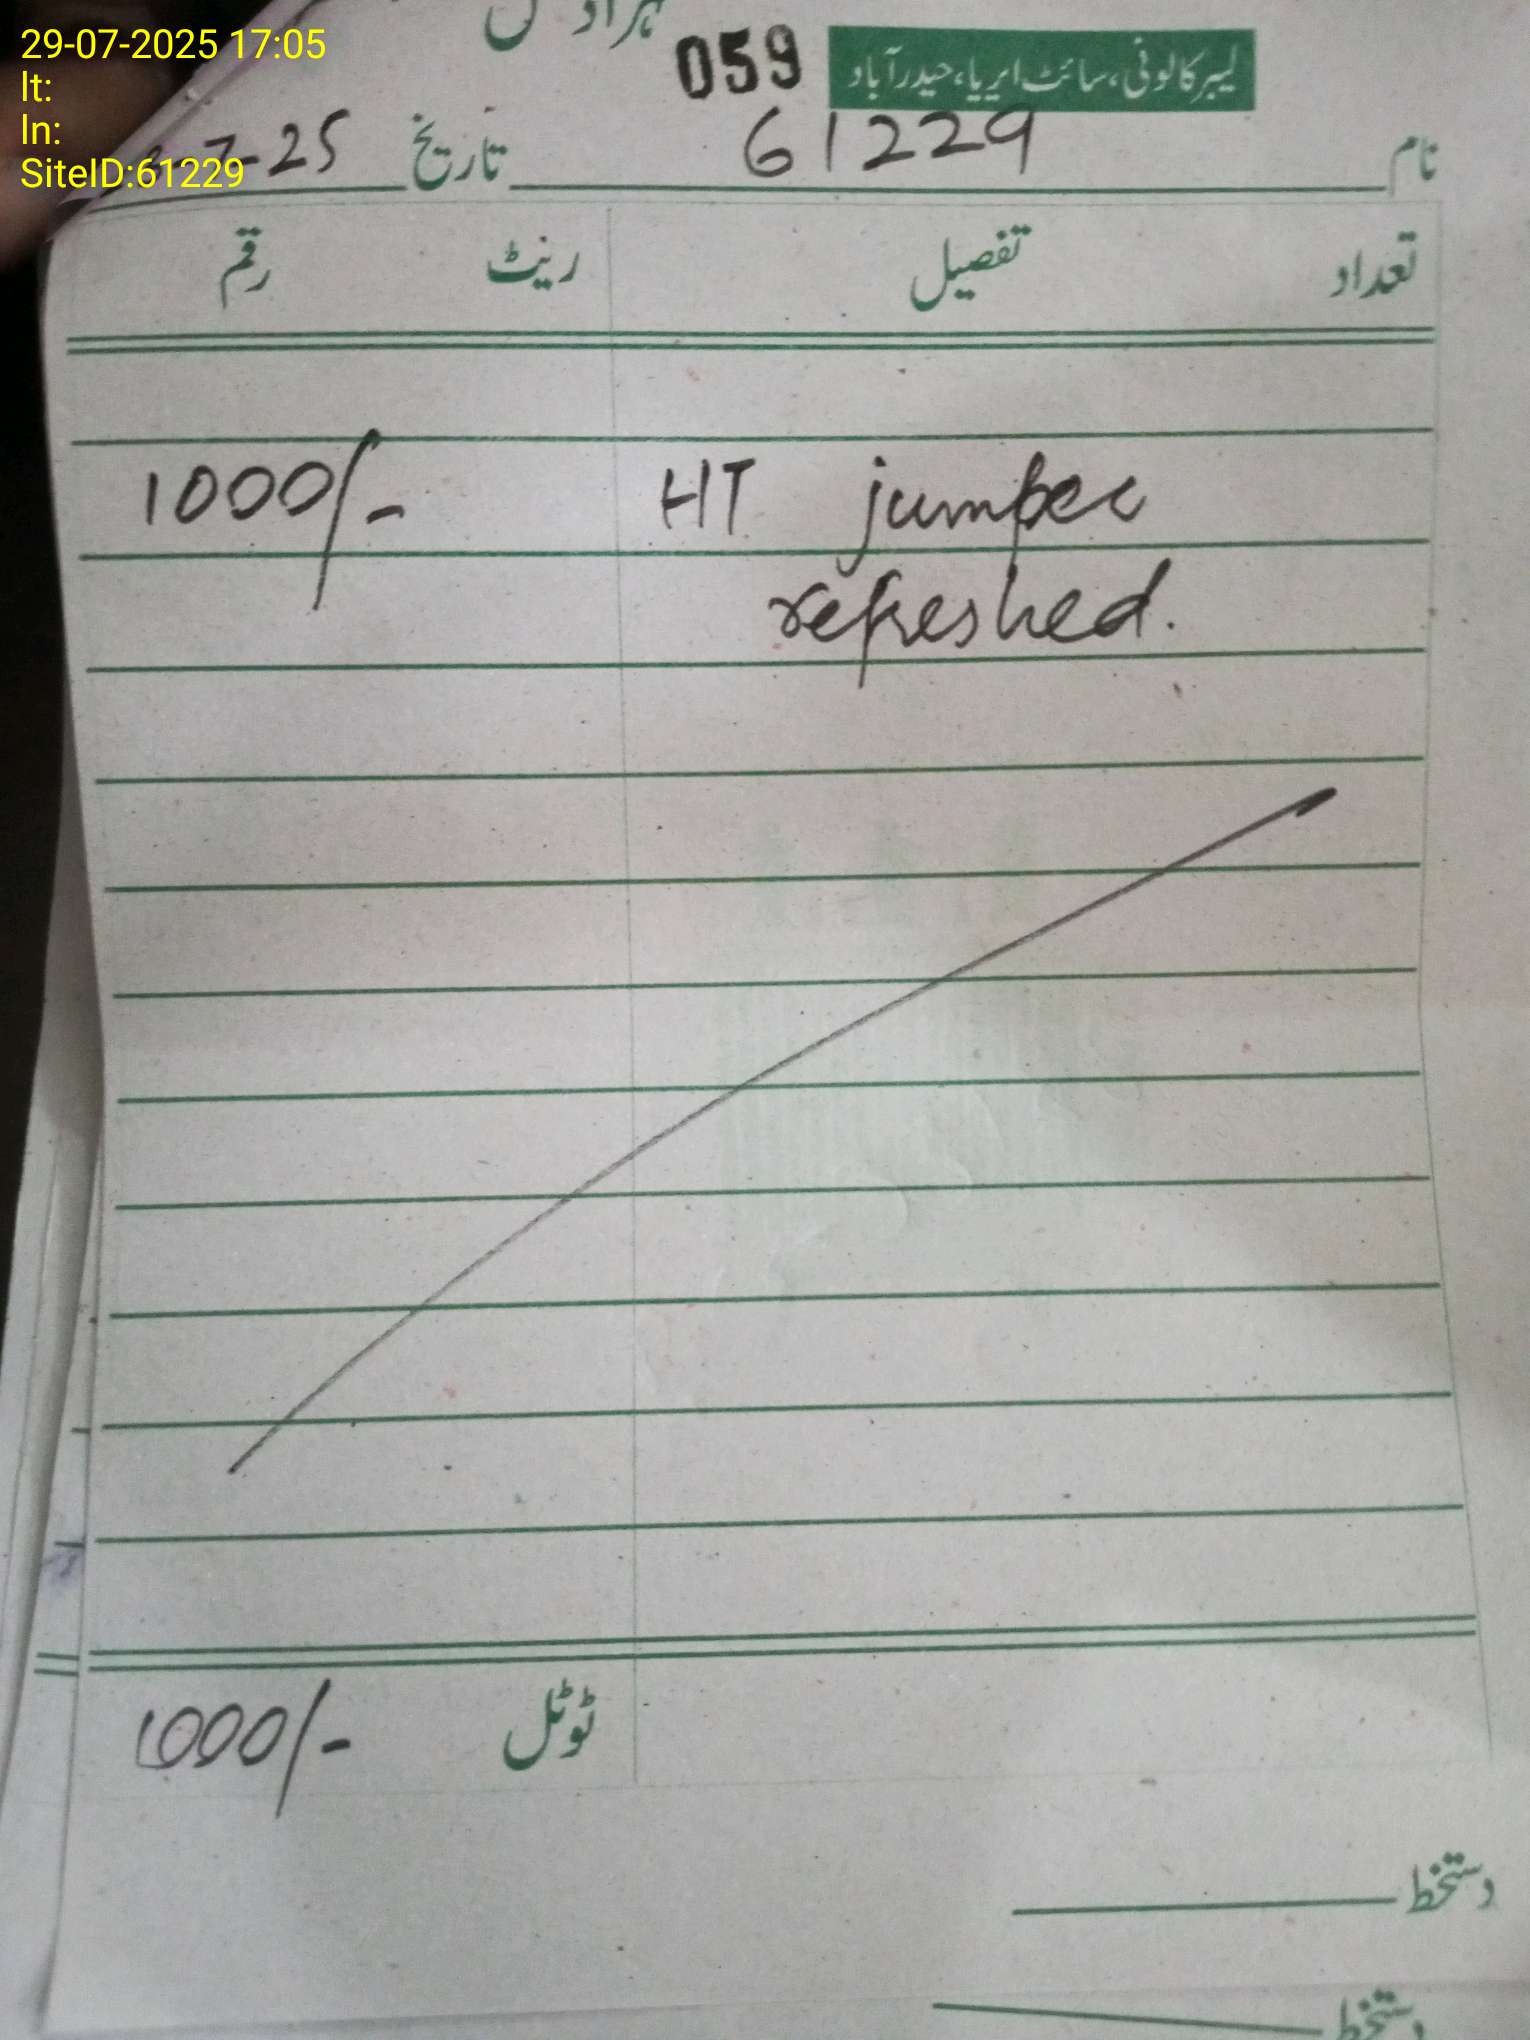 29-07-2025 17:05
lt:
ln:
SiteID:61229
059
لیبر کالونی، سائٹ ایریا، حیدرآباد
نام 61229 تاریخ -7-25
تعداد تفصیل ریٹ رقم
HT jumper 1000/-
refreshed.
ٹوٹل 1000/-
دستخط
دستخط